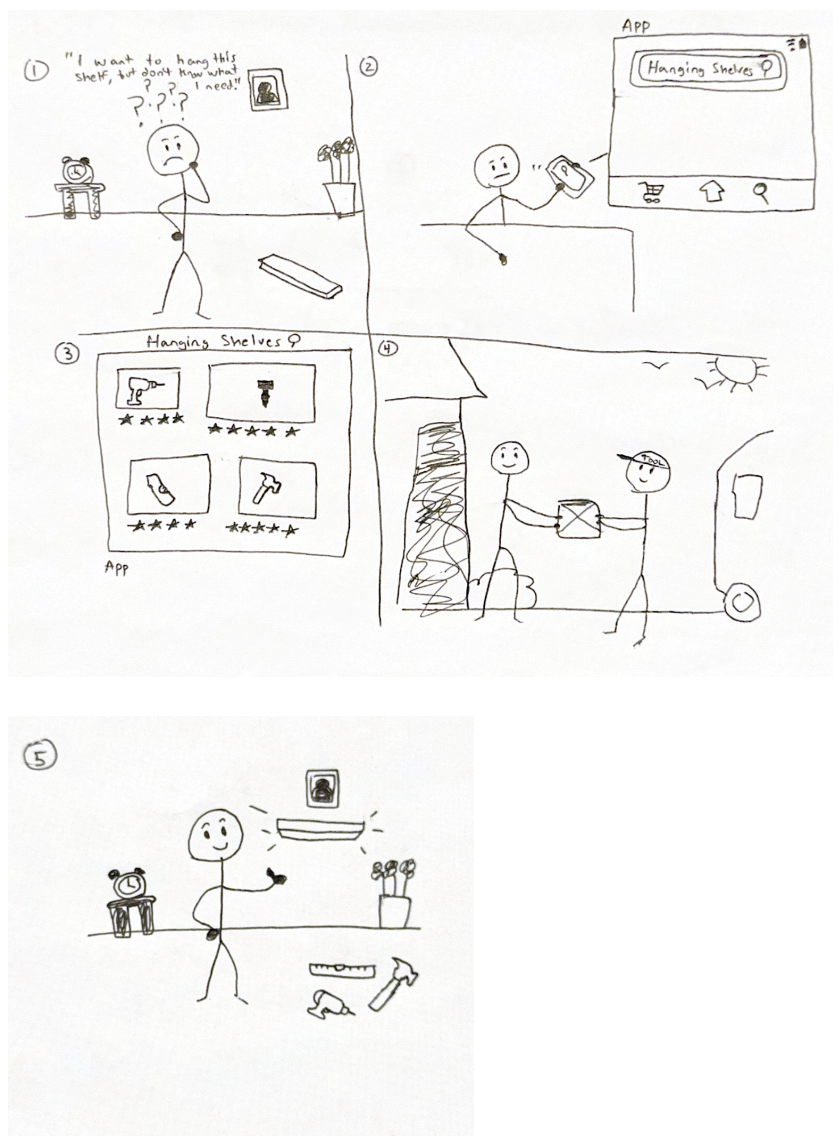 1
"I want to hang this
shelf, but don't know what
I need."
? ? ?
? ? ?
2
App
Hanging Shelves
3
Hanging Shelves
App
4
TOOL
5